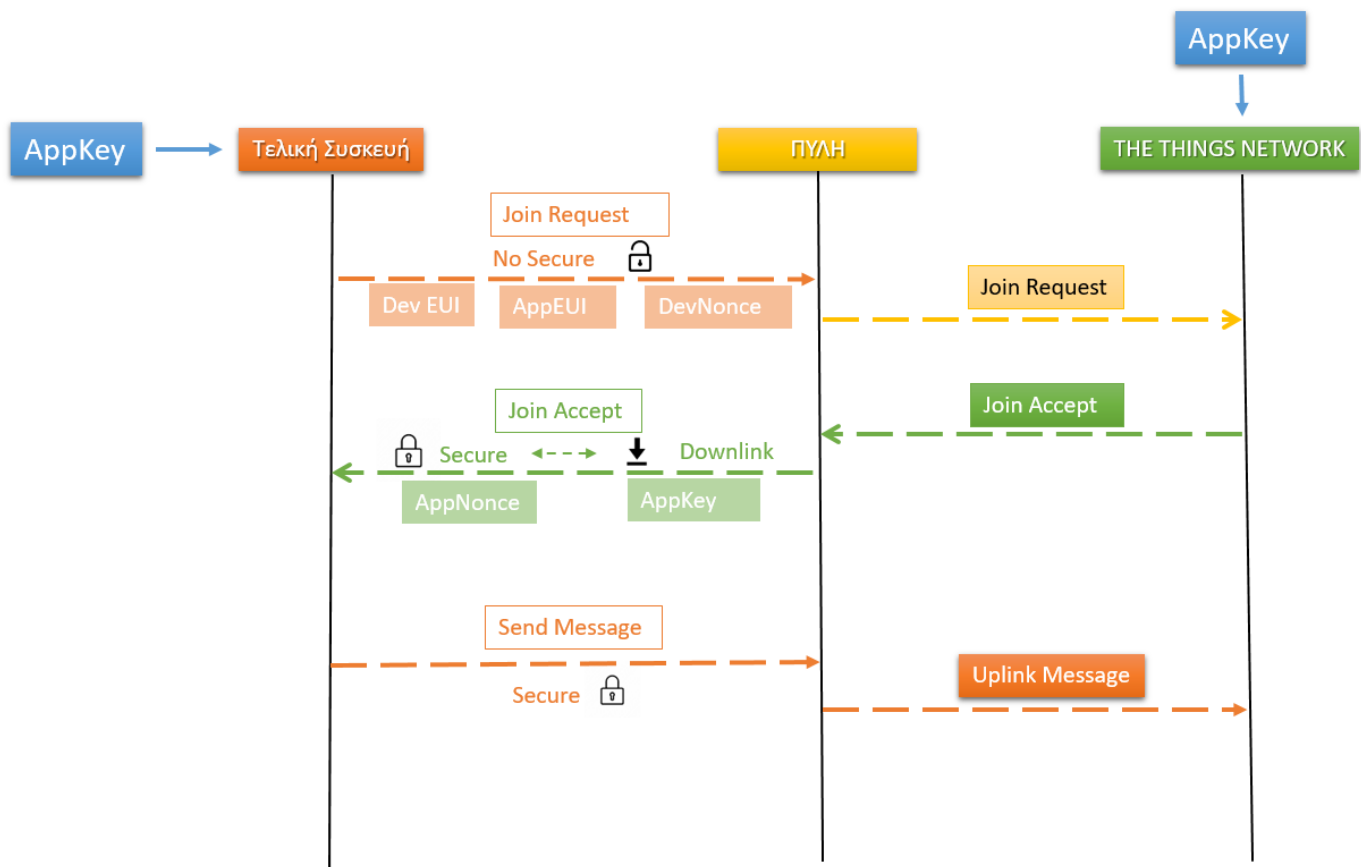 AppKey
AppKey
Τελική Συσκευή
ΠΥΛΗ
THE THINGS NETWORK
Join Request
No Secure
Dev EUI
AppEUI
DevNonce
Join Request
Join Accept
Join Accept
Secure
Downlink
AppNonce
AppKey
Send Message
Secure
Uplink Message